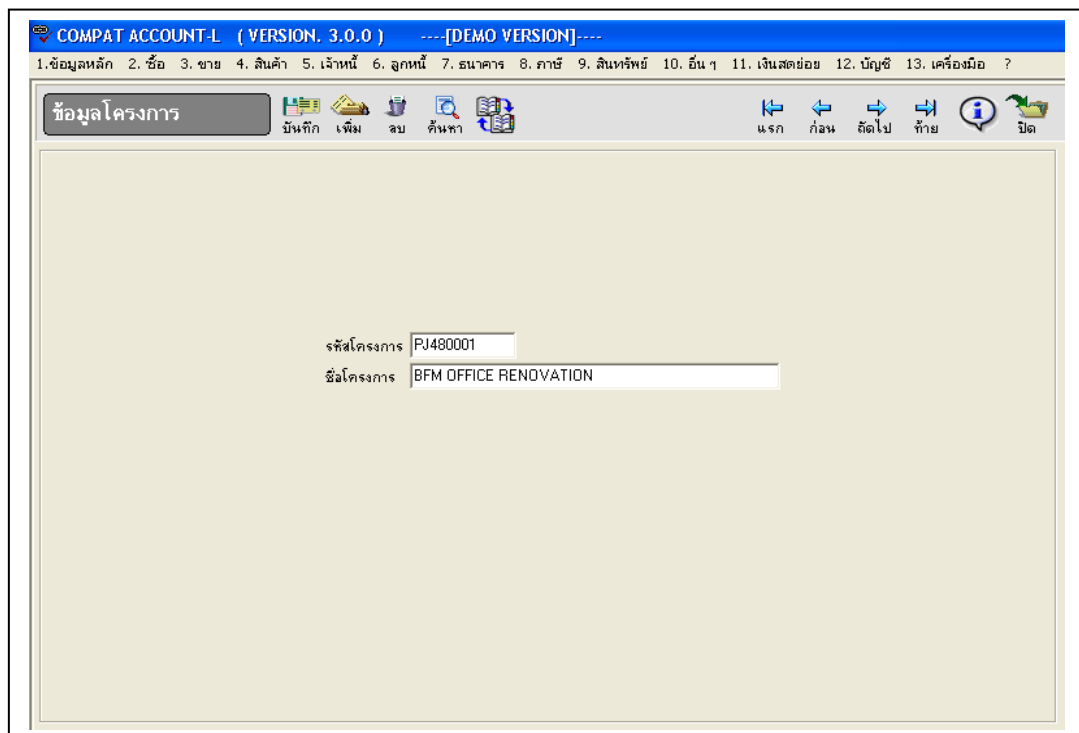 COMPAT ACCOUNT-L ( VERSION. 3.0.0 ) ----[DEMO VERSION]----
1.ข้อมูลหลัก 2. ซื้อ 3. ขาย 4. สินค้า 5. เจ้าหนี้ 6. ลูกหนี้ 7. ธนาคาร 8. ภาษี 9. สินทรัพย์ 10. อื่น ๆ 11. เงินสดย่อย 12. บัญชี 13. เครื่องมือ ?
ข้อมูลโครงการ
บันทึก เพิ่ม ลบ ค้นหา แรก ก่อน ถัดไป ท้าย ปิด
รหัสโครงการ PJ480001
ชื่อโครงการ BFM OFFICE RENOVATION